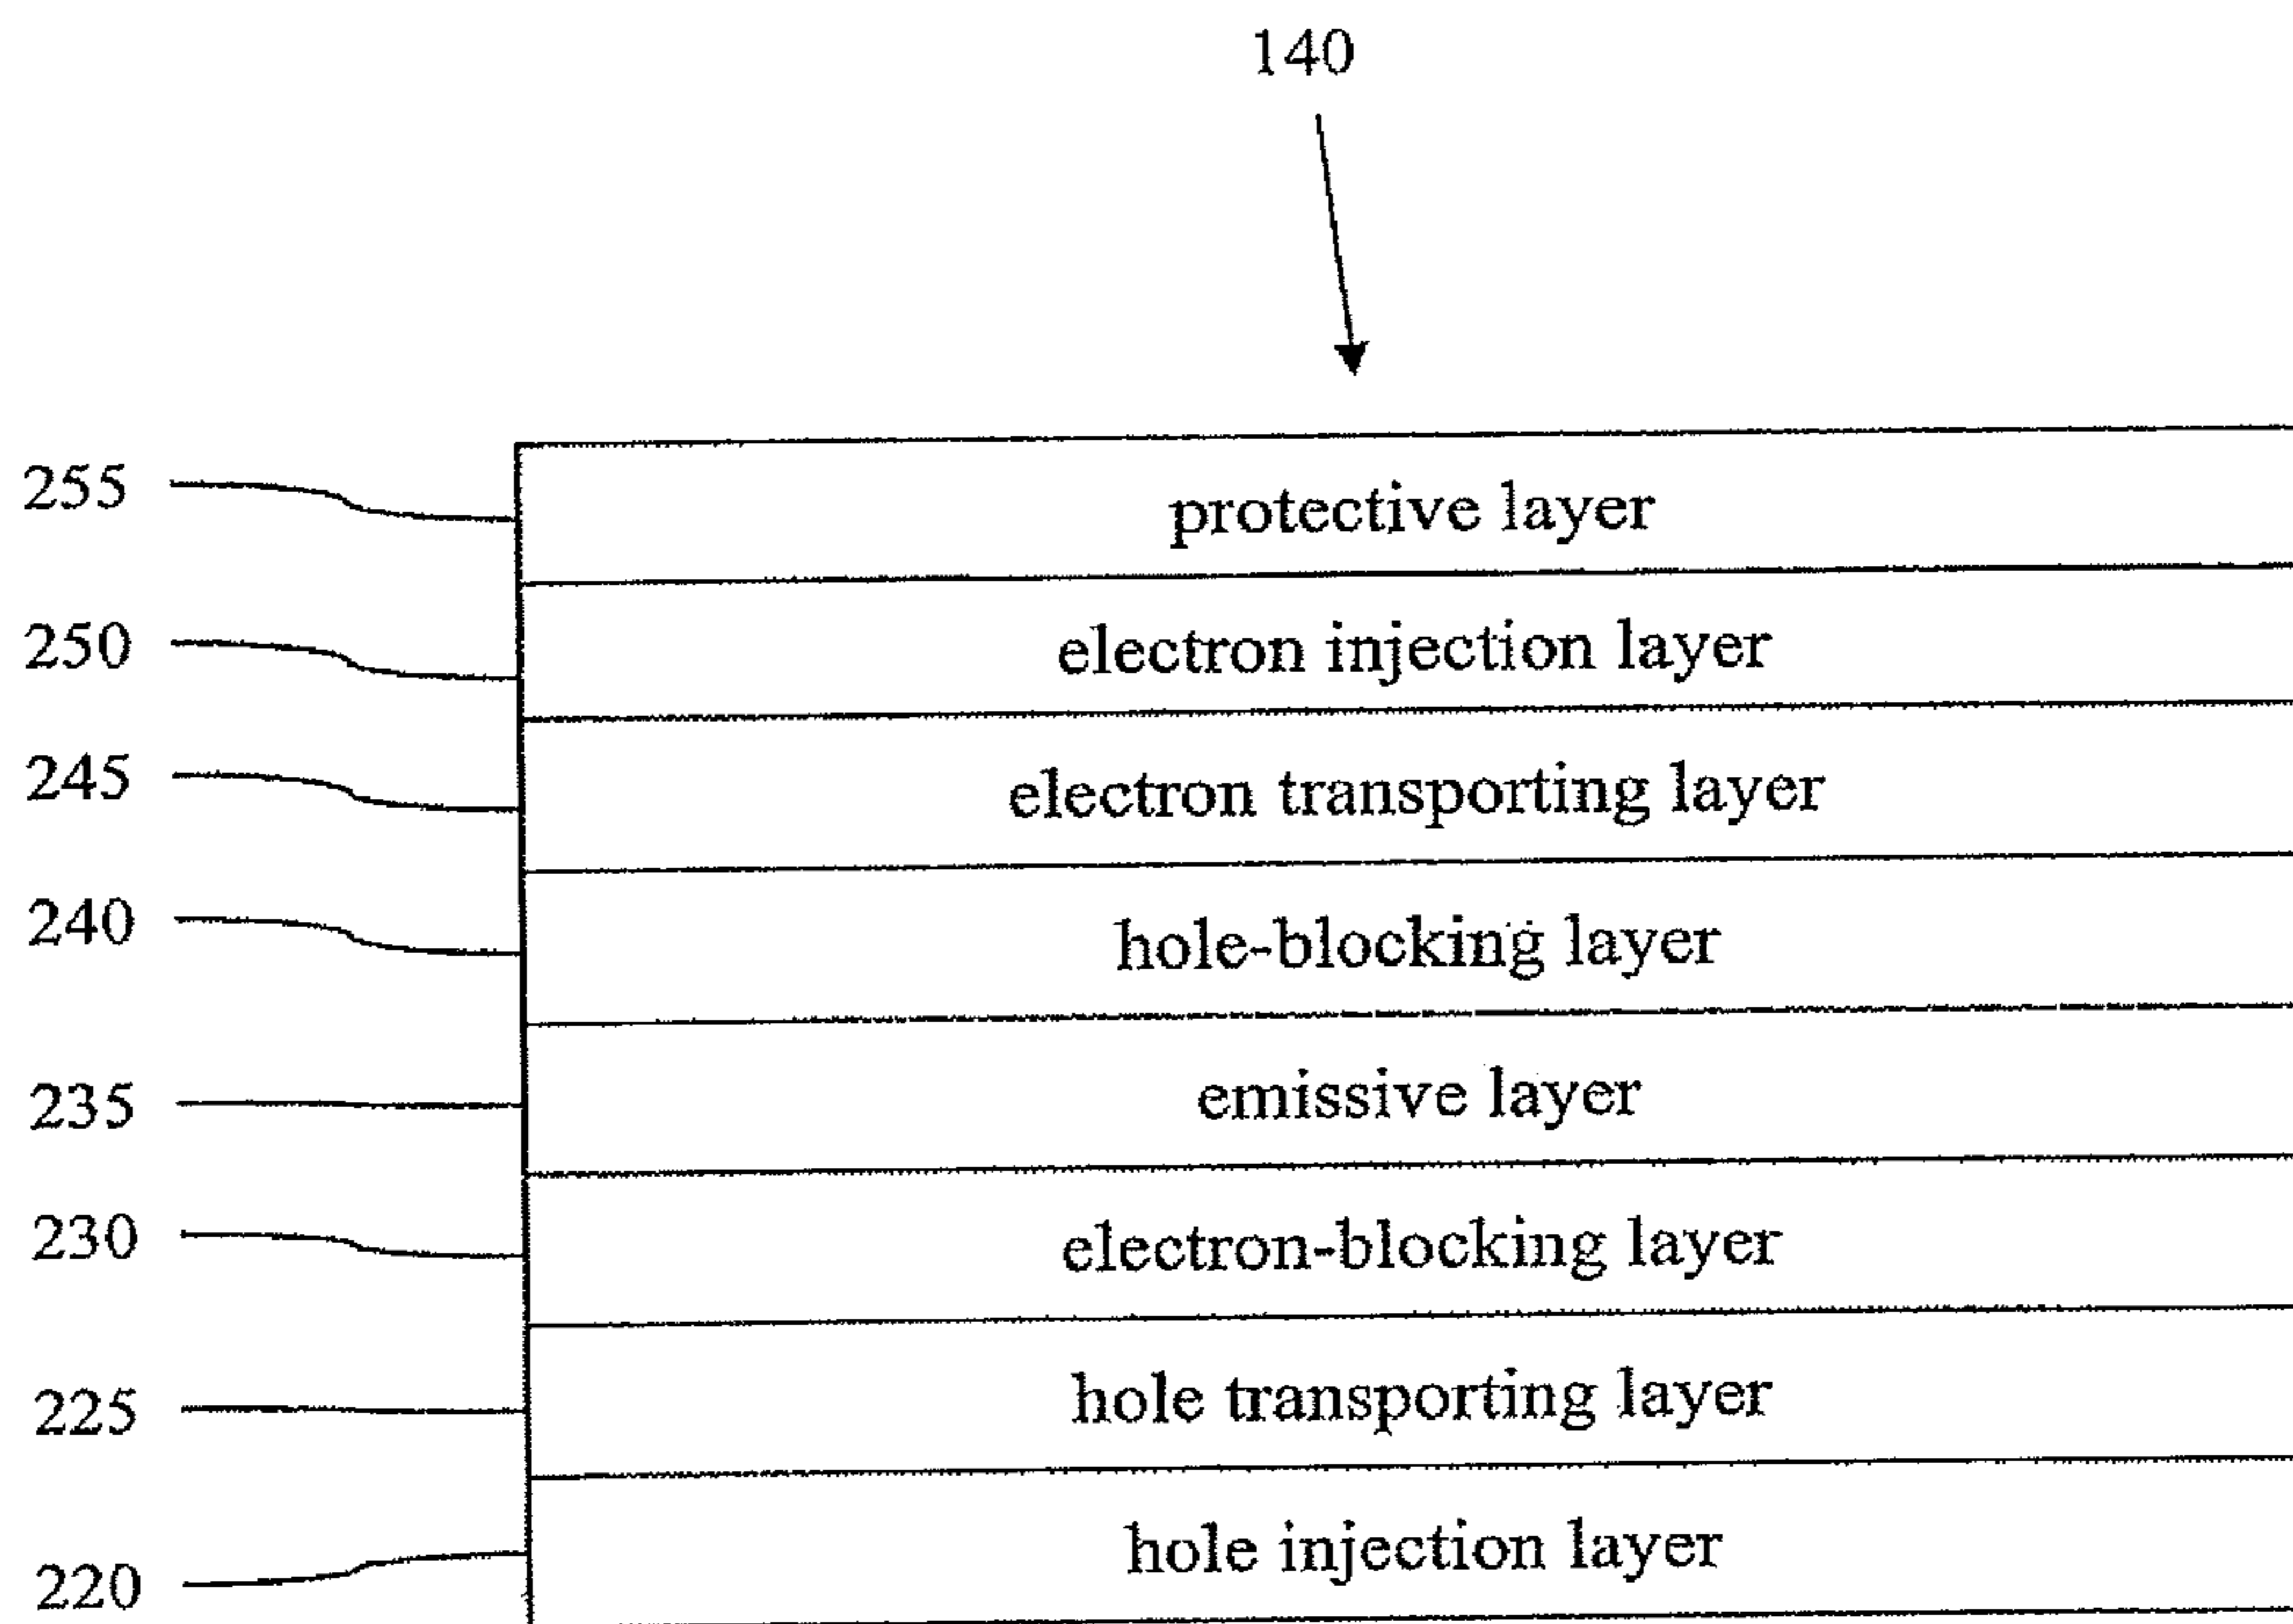 140
255 protective layer
250 electron injection layer
245 electron transporting layer
240 hole-blocking layer
235 emissive layer
230 electron-blocking layer
225 hole transporting layer
220 hole injection layer